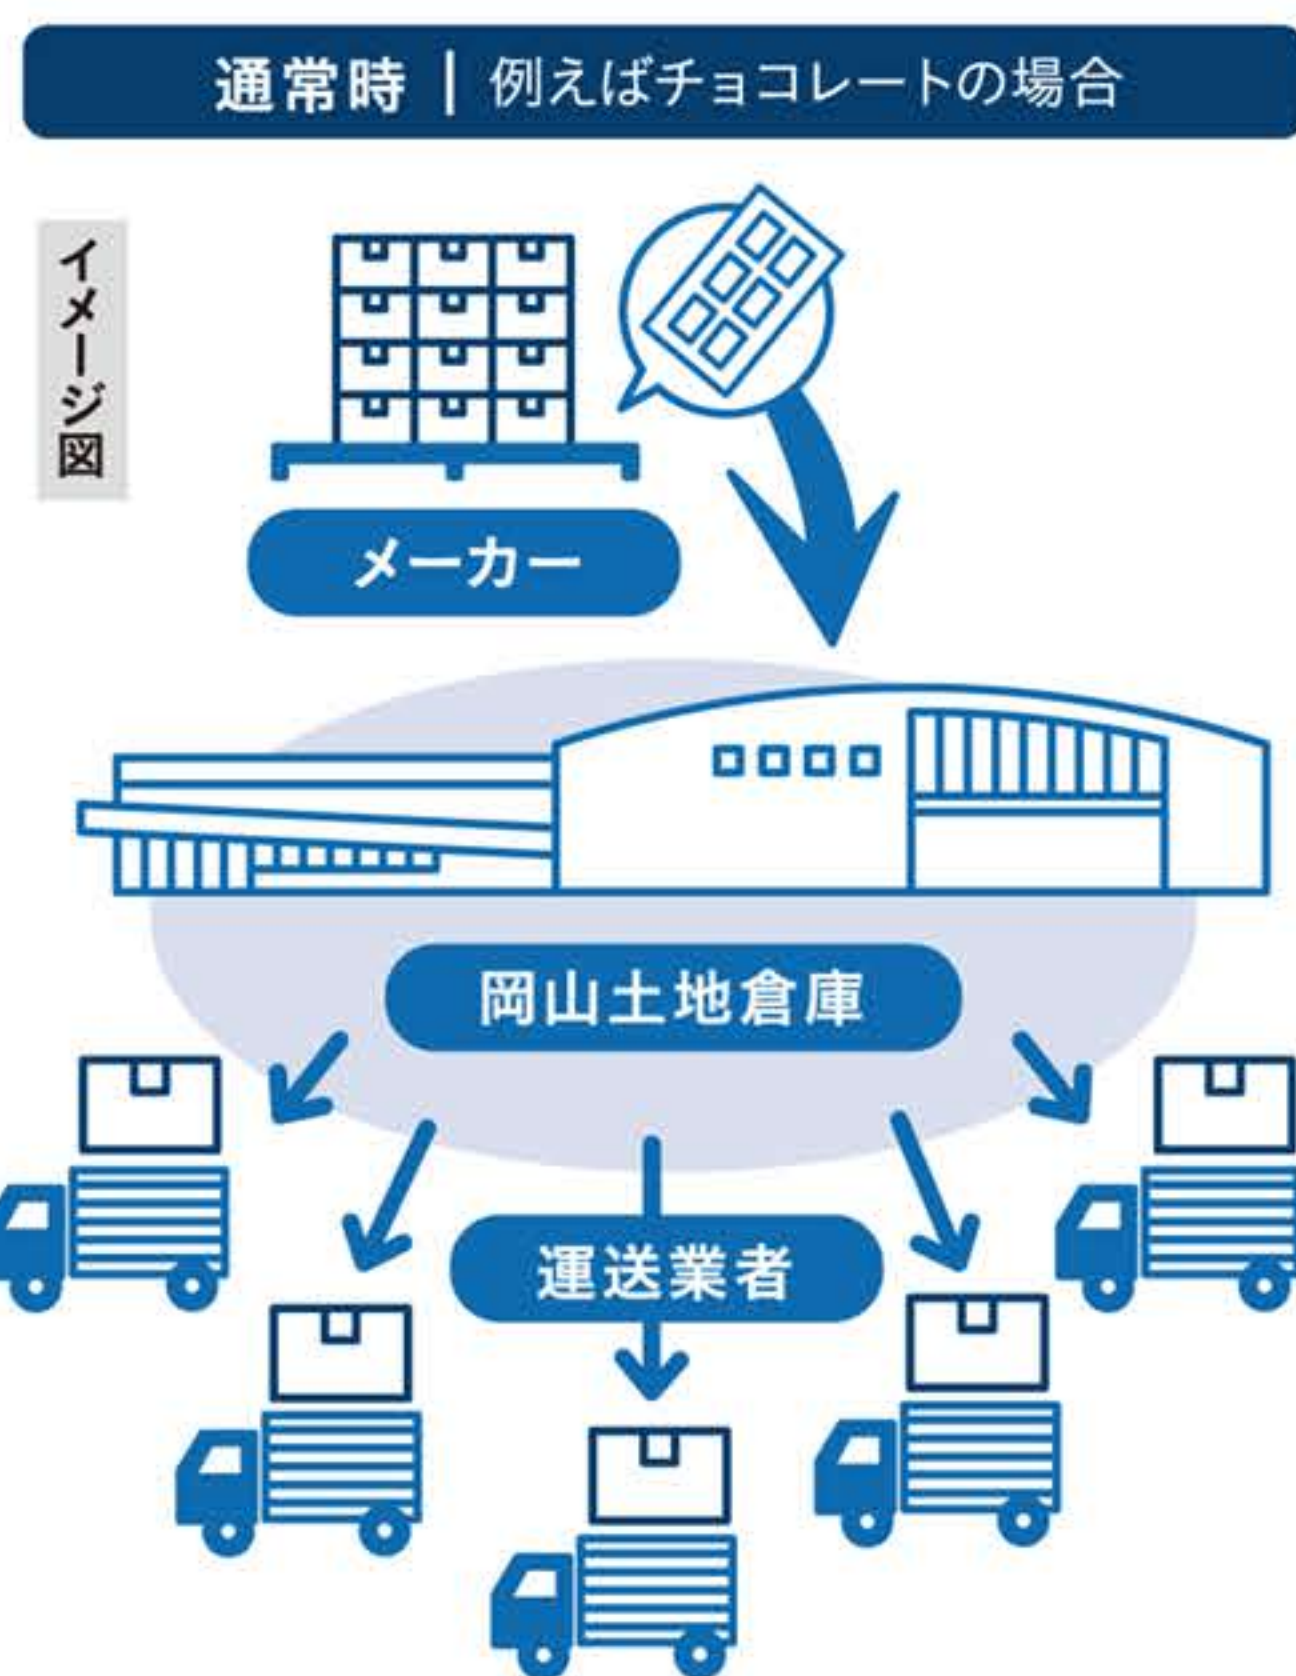 通常時 | 例えばチョコレートの場合
イメージ図
メーカー
岡山土地倉庫
運送業者